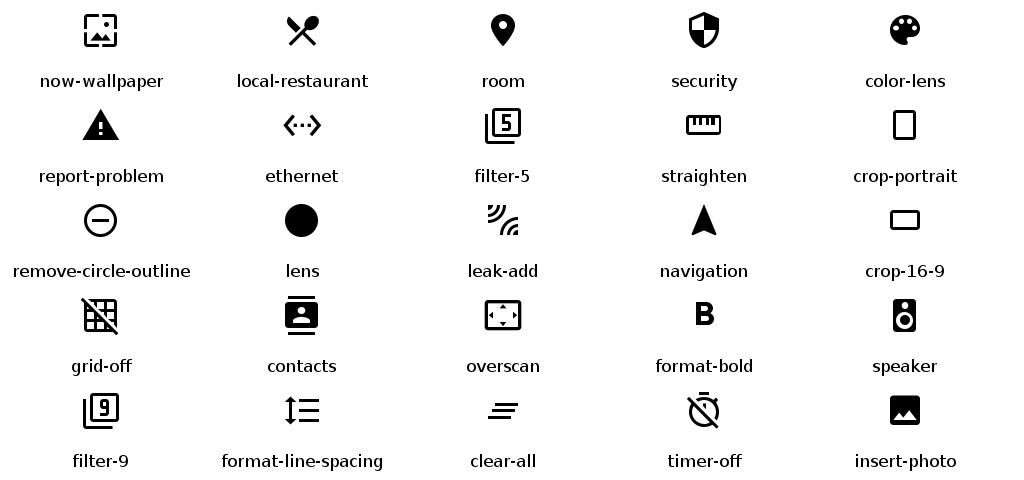 now-wallpaper local-restaurant room security color-lens
5
report-problem ethernet filter-5 straighten crop-portrait
remove-circle-outline lens leak-add navigation crop-16-9
B
grid-off contacts overscan format-bold speaker
9
filter-9 format-line-spacing clear-all timer-off insert-photo